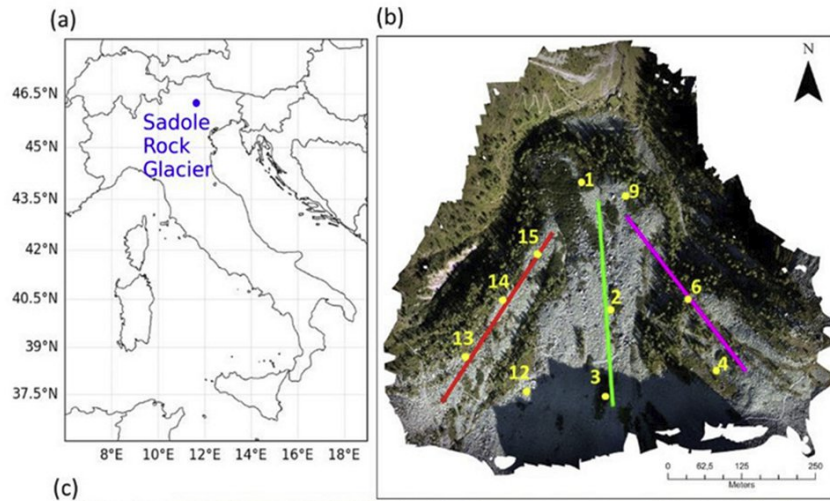 (a)
46.5°N
45°N
43.5°N
42°N
40.5°N
39°N
37.5°N
8°E 10°E 12°E 14°E 16°E 18°E
Sadole
Rock
Glacier
(b)
N
1
9
15
14
6
2
13
4
12
3
0 62,5 125 250
Meters
(c)